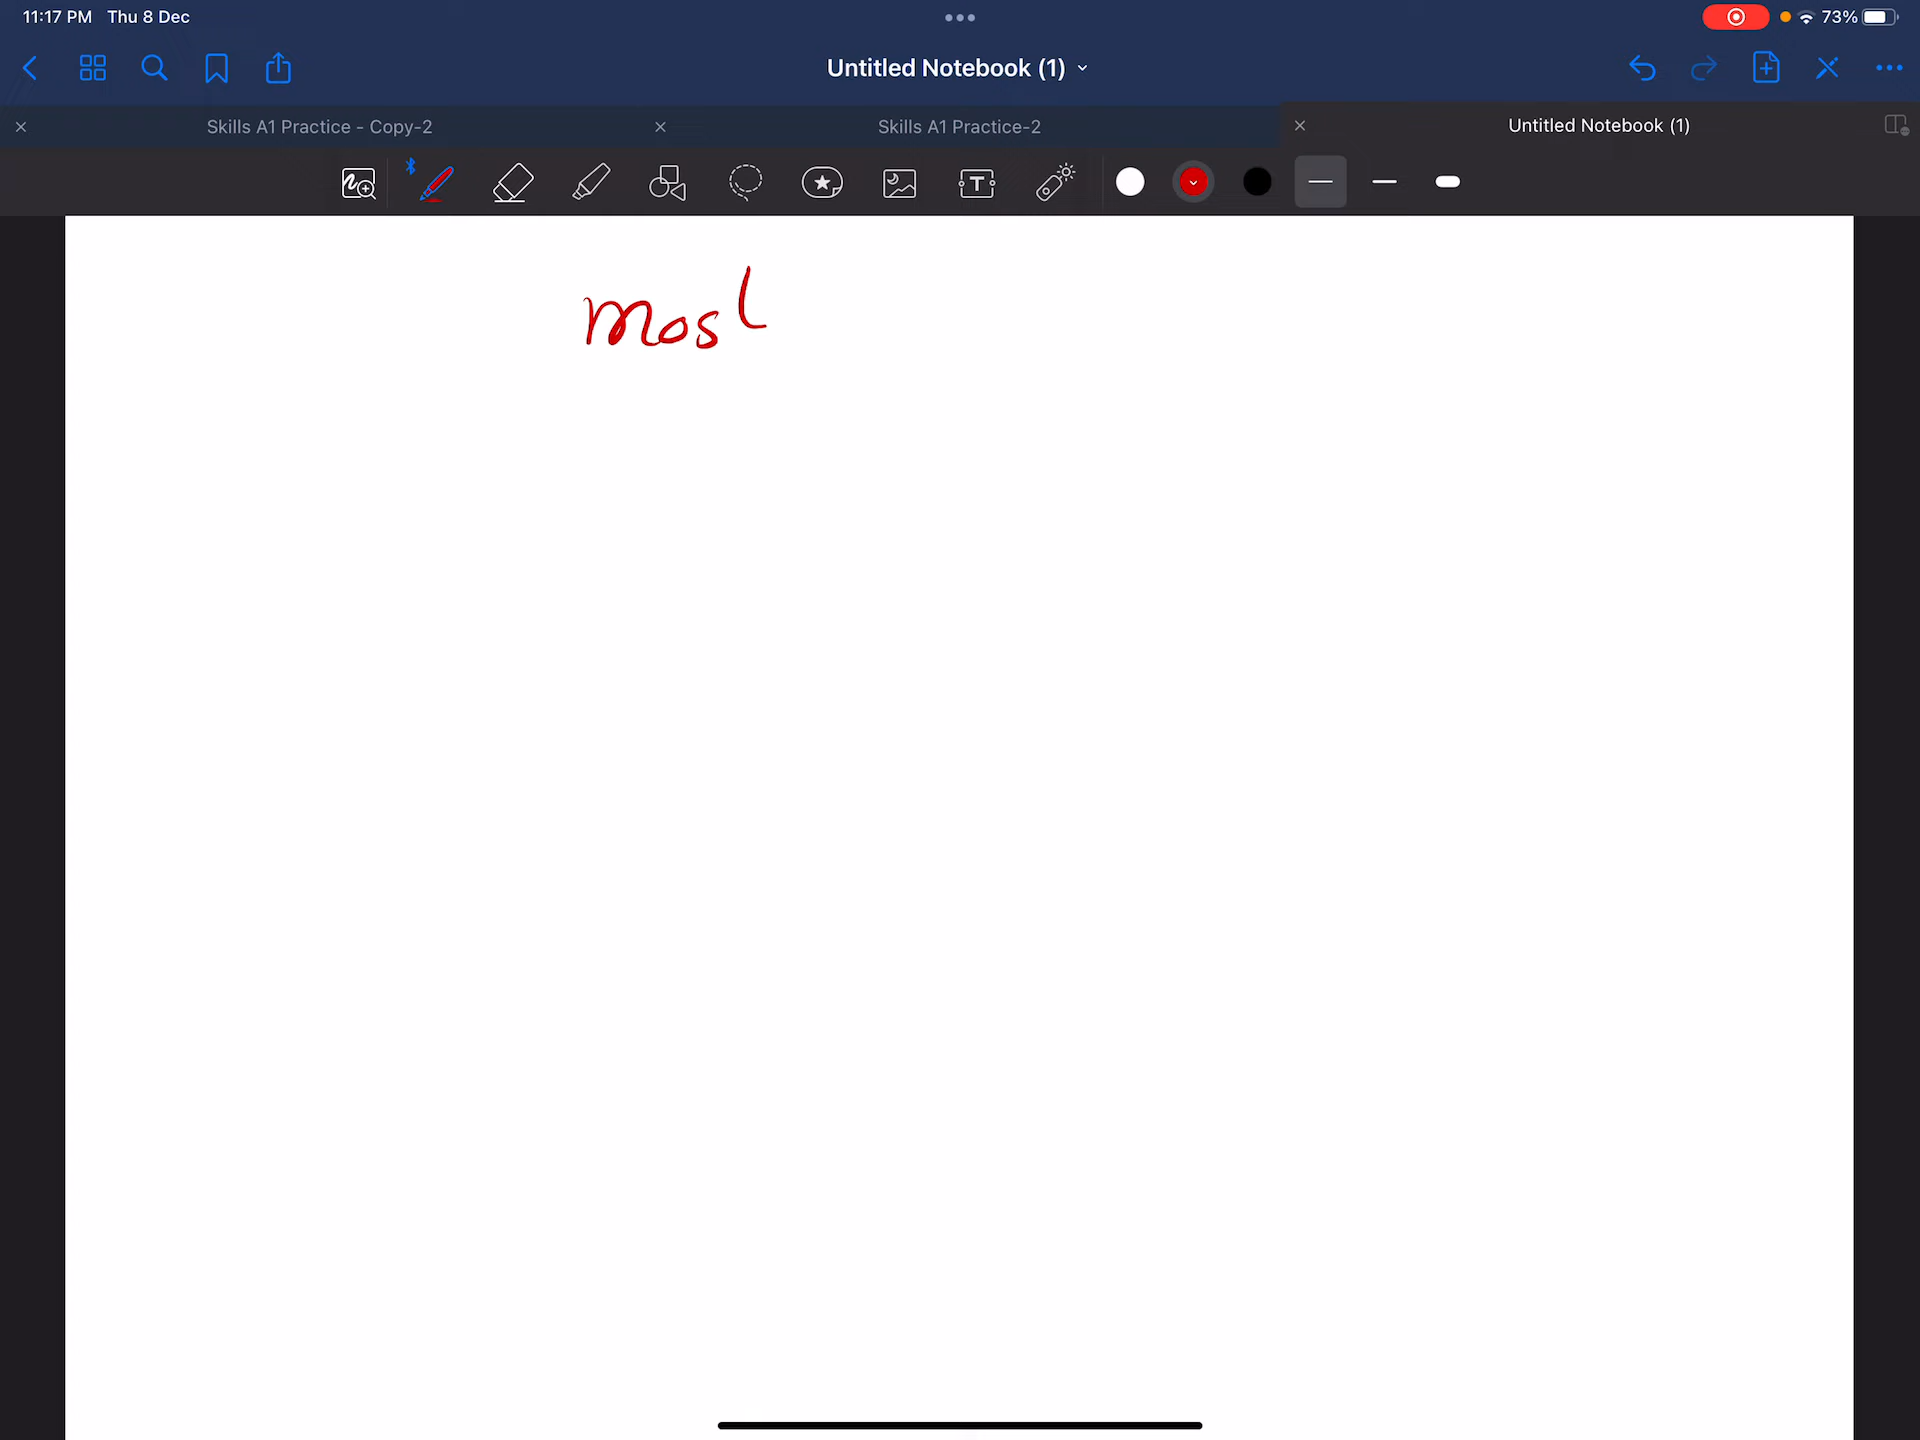 11:17 PM Thu 8 Dec
73%
Untitled Notebook (1)
Skills A1 Practice - Copy-2
Skills A1 Practice-2
Untitled Notebook (1)
T
mosl